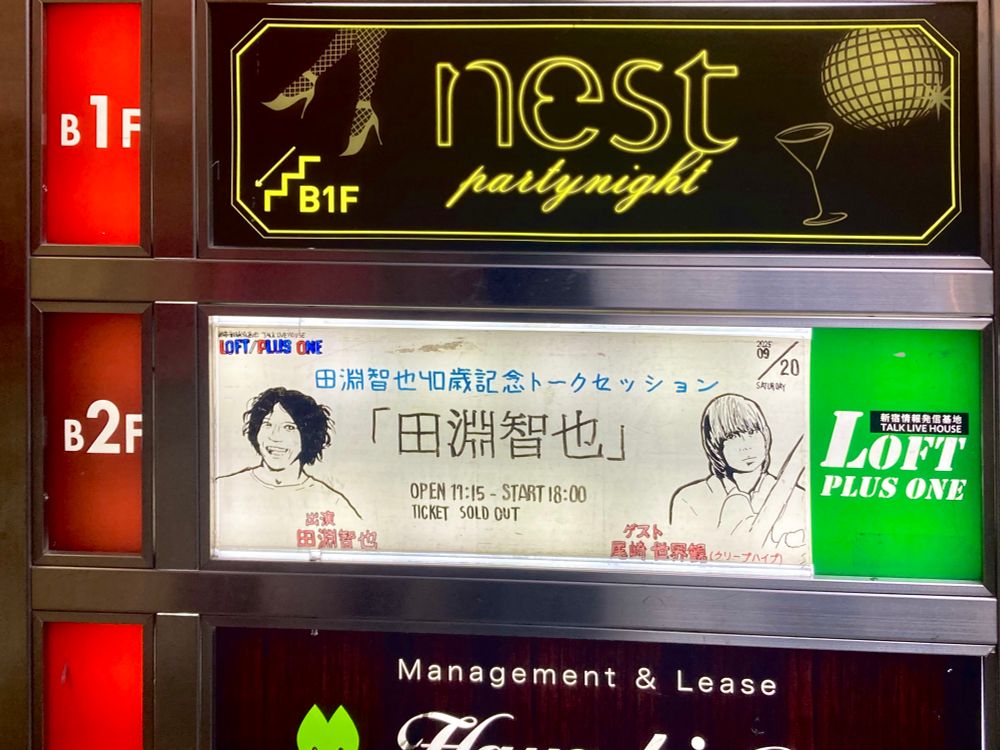 B1F
nest
partynight
B1F
B2F
TALK LIVEHOUSE
LOFT/PLUS ONE
2025
09/20
SATURDAY
田淵智也40歳記念トークセッション
「田淵智也」
OPEN 17:15 - START 18:00
TICKET SOLD OUT
出演
田淵智也
ゲスト
尾崎世界観(クリープハイプ)
新宿情報発信基地
TALK LIVE HOUSE
LOFT
PLUS ONE
Management & Lease